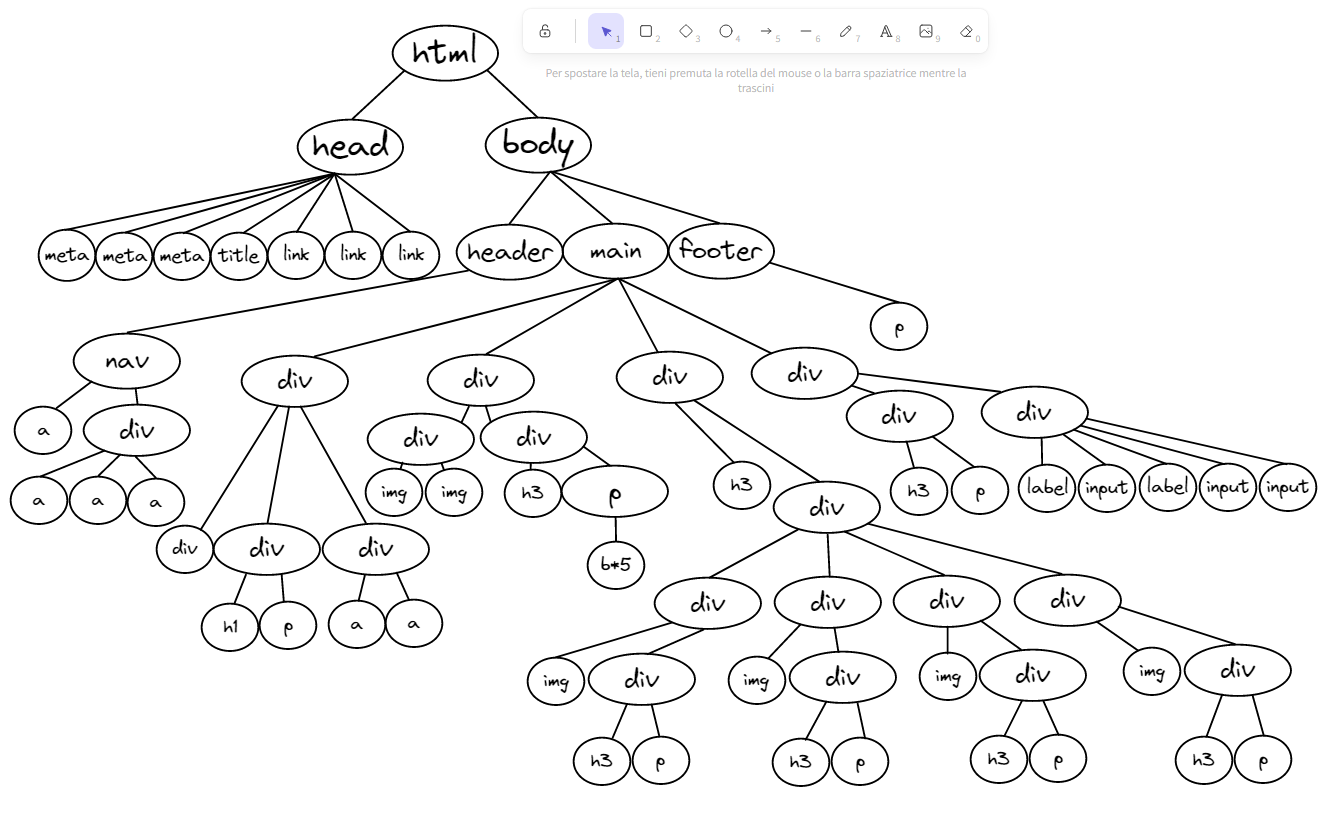 1 2 3 4 5 6 7 A 8 9 0
Per spostare la tela, tieni premuta la rotella del mouse o la barra spaziatrice mentre la
trascini
html
head body
meta meta meta title link link link header main footer
p
nav div div div div
a div div div div div
a a a img img h3 p h3 h3 p label input label input input
div div div b*5 div
h1 p a a div div div div
img div img div img div img div
h3 p h3 p h3 p h3 p